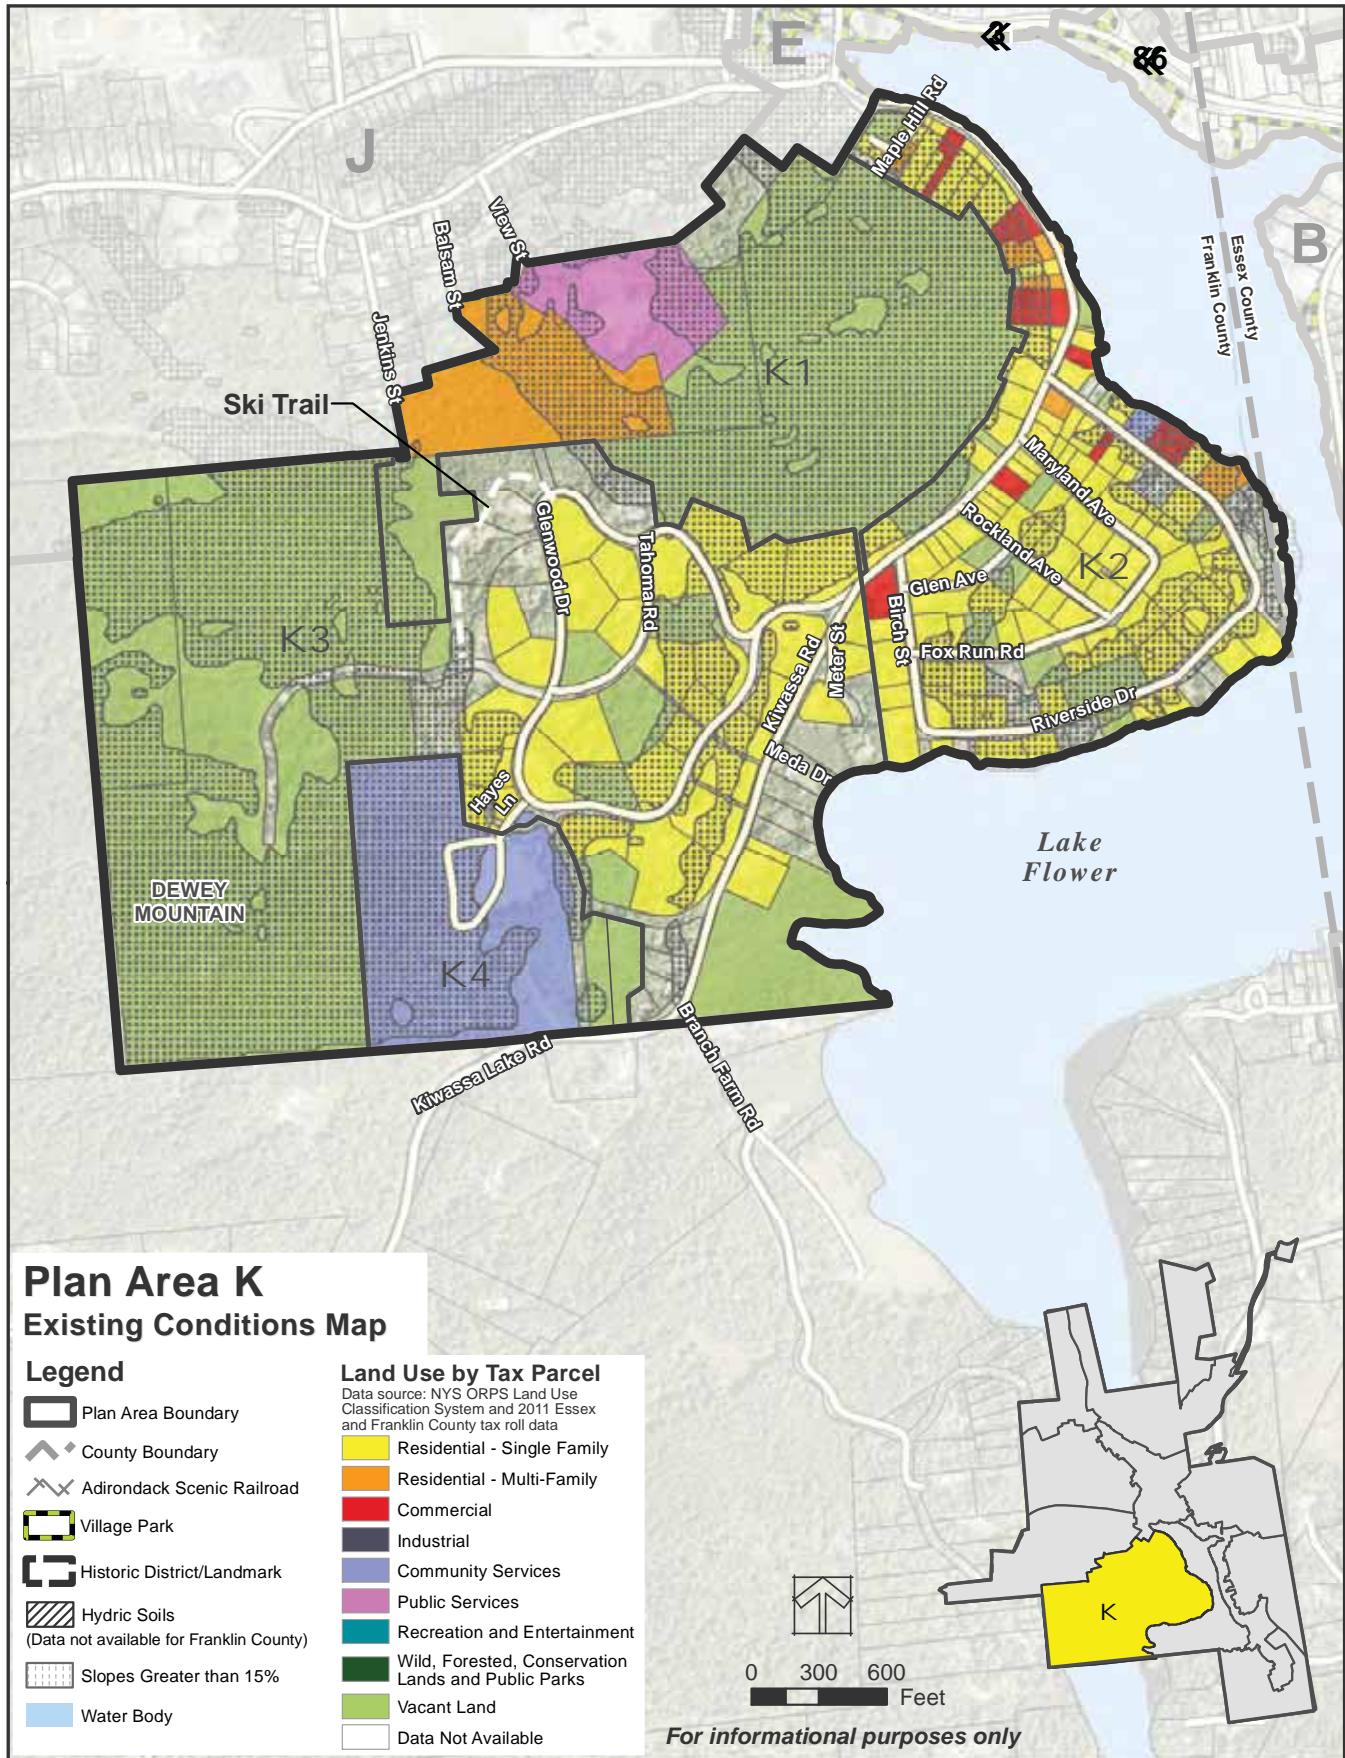 E
3
86
J
B
Maple Hill Rd
View St
Balsam St
Jenkins St
Essex County
Franklin County
K1
Ski Trail
Maryland Ave
Rockland Ave
K2
Glenwood Dr
Tahoma Rd
Glen Ave
Birch St
Fox Run Rd
K3
Kiwassa Rd
Meter St
Riverside Dr
Meda Dr
Hayes
Ln
Lake
Flower
DEWEY
MOUNTAIN
K4
Kiwassa Lake Rd
Branch Farm Rd
Plan Area K
Existing Conditions Map
Legend
Plan Area Boundary
County Boundary
Adirondack Scenic Railroad
Village Park
Historic District/Landmark
Hydric Soils
(Data not available for Franklin County)
Slopes Greater than 15%
Water Body
Land Use by Tax Parcel
Data source: NYS ORPS Land Use
Classification System and 2011 Essex
and Franklin County tax roll data
Residential - Single Family
Residential - Multi-Family
Commercial
Industrial
Community Services
Public Services
Recreation and Entertainment
Wild, Forested, Conservation
Lands and Public Parks
Vacant Land
Data Not Available
K
0 300 600
Feet
For informational purposes only